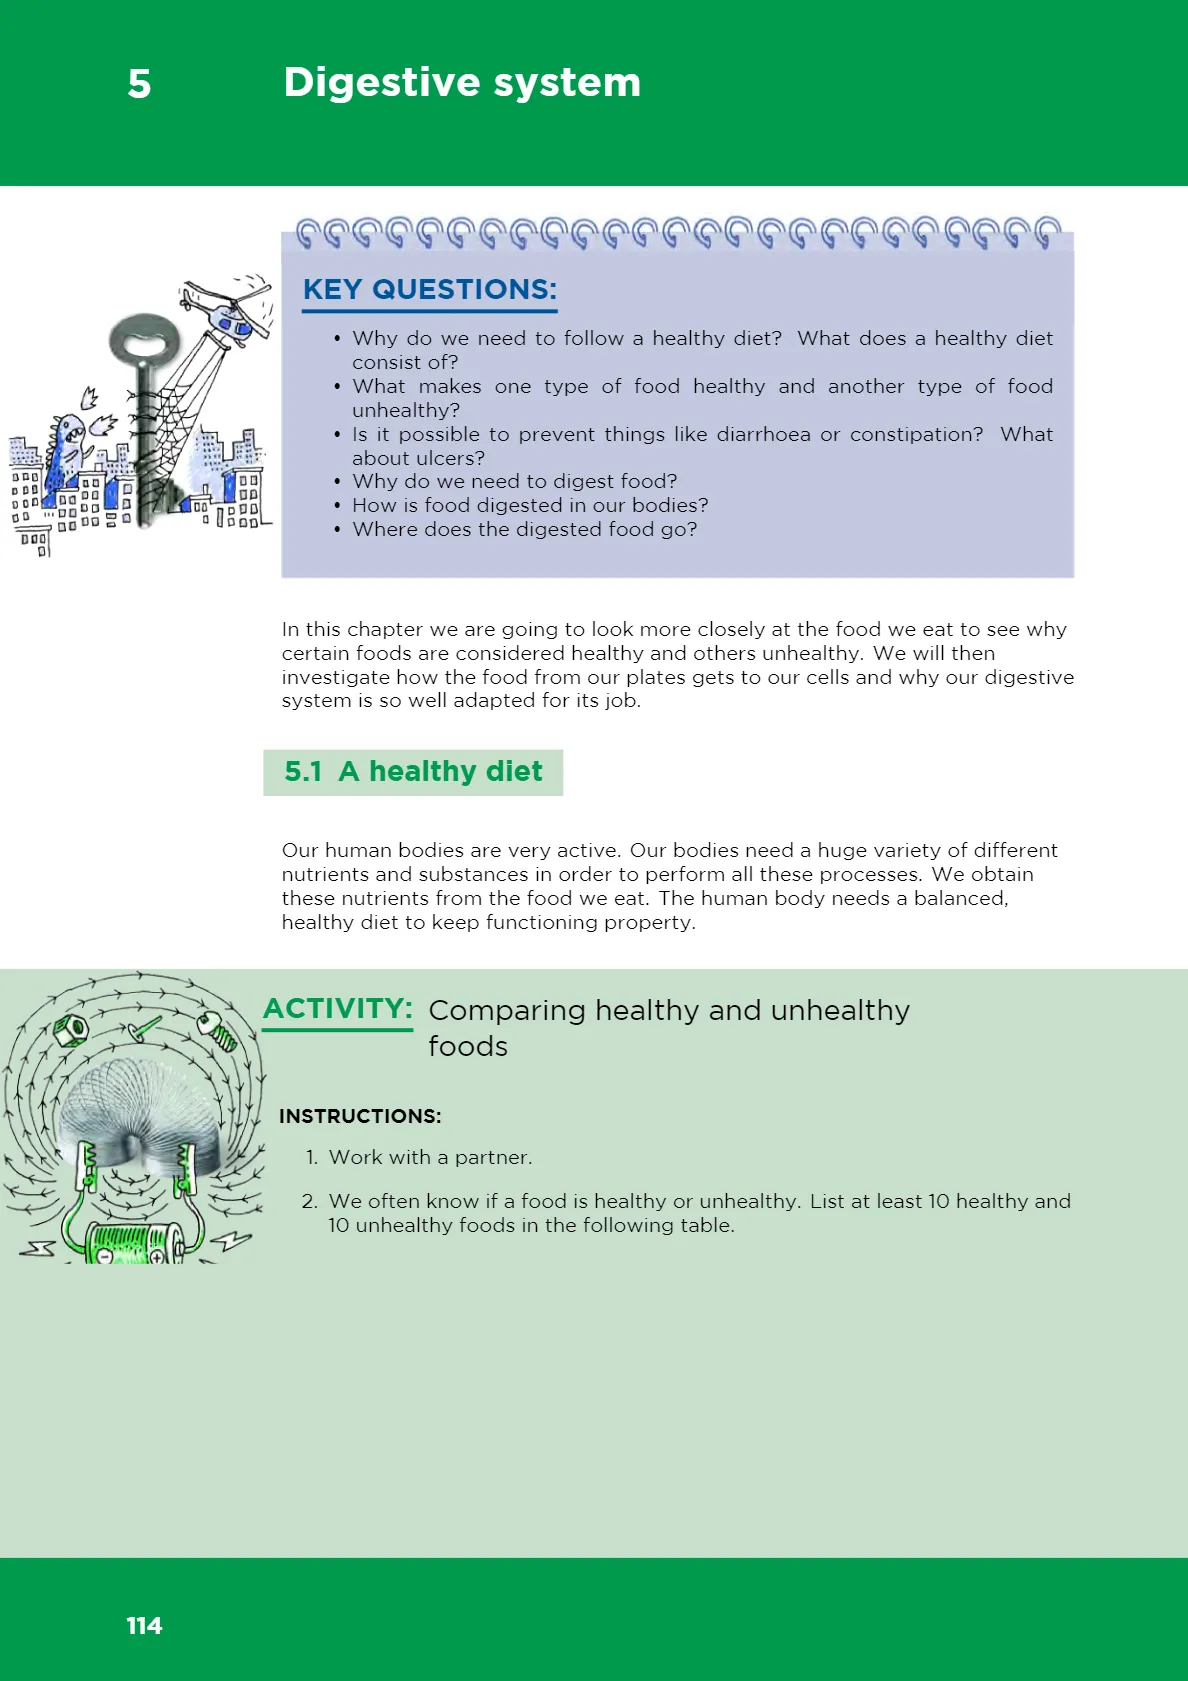 5 Digestive system
KEY QUESTIONS:
• Why do we need to follow a healthy diet? What does a healthy diet
consist of?
• What makes one type of food healthy and another type of food
unhealthy?
• Is it possible to prevent things like diarrhoea or constipation? What
about ulcers?
• Why do we need to digest food?
• How is food digested in our bodies?
• Where does the digested food go?
In this chapter we are going to look more closely at the food we eat to see why
certain foods are considered healthy and others unhealthy. We will then
investigate how the food from our plates gets to our cells and why our digestive
system is so well adapted for its job.
5.1 A healthy diet
Our human bodies are very active. Our bodies need a huge variety of different
nutrients and substances in order to perform all these processes. We obtain
these nutrients from the food we eat. The human body needs a balanced,
healthy diet to keep functioning property.
ACTIVITY: Comparing healthy and unhealthy
foods
INSTRUCTIONS:
1. Work with a partner.
2. We often know if a food is healthy or unhealthy. List at least 10 healthy and
10 unhealthy foods in the following table.
114